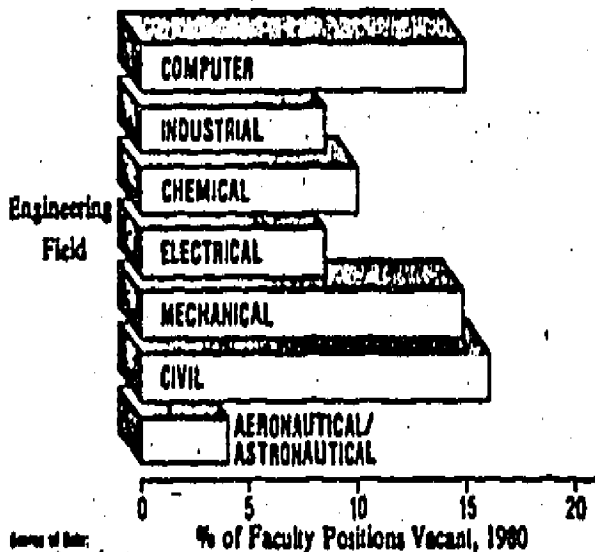 COMPUTER
INDUSTRIAL
CHEMICAL
Engineering
Field
ELECTRICAL
MECHANICAL
CIVIL
AERONAUTICAL/
ASTRONAUTICAL
0 5 10 15 20
% of Faculty Positions Vacant, 1980